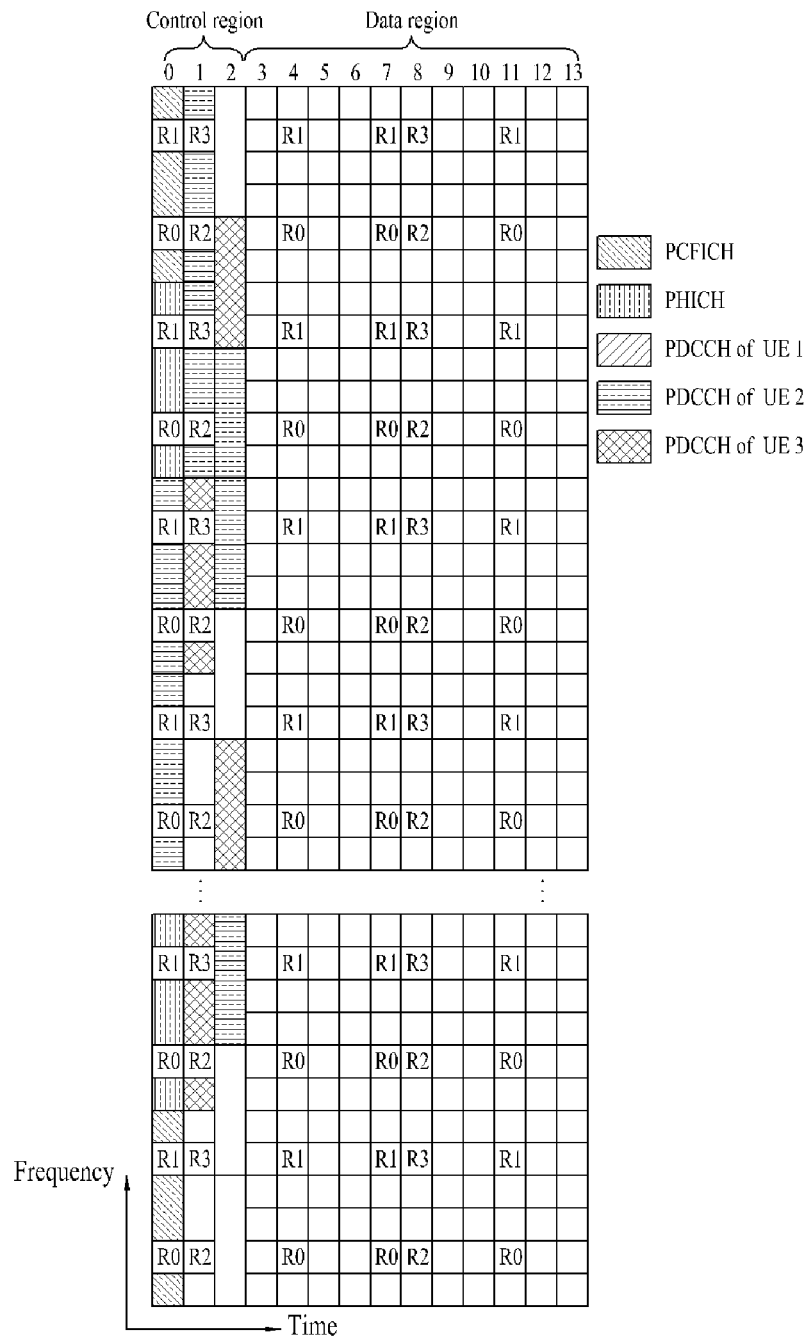 Control region Data region
0 1 2 3 4 5 6 7 8 9 10 11 12 13
R1 R3 R1 R1 R3 R1
R0 R2 R0 R0 R2 R0
R1 R3 R1 R1 R3 R1
R0 R2 R0 R0 R2 R0
R1 R3 R1 R1 R3 R1
R0 R2 R0 R0 R2 R0
R1 R3 R1 R1 R3 R1
R0 R2 R0 R0 R2 R0
R1 R3 R1 R1 R3 R1
R0 R2 R0 R0 R2 R0
R1 R3 R1 R1 R3 R1
R0 R2 R0 R0 R2 R0
PCFICH
PHICH
PDCCH of UE 1
PDCCH of UE 2
PDCCH of UE 3
Frequency
Time